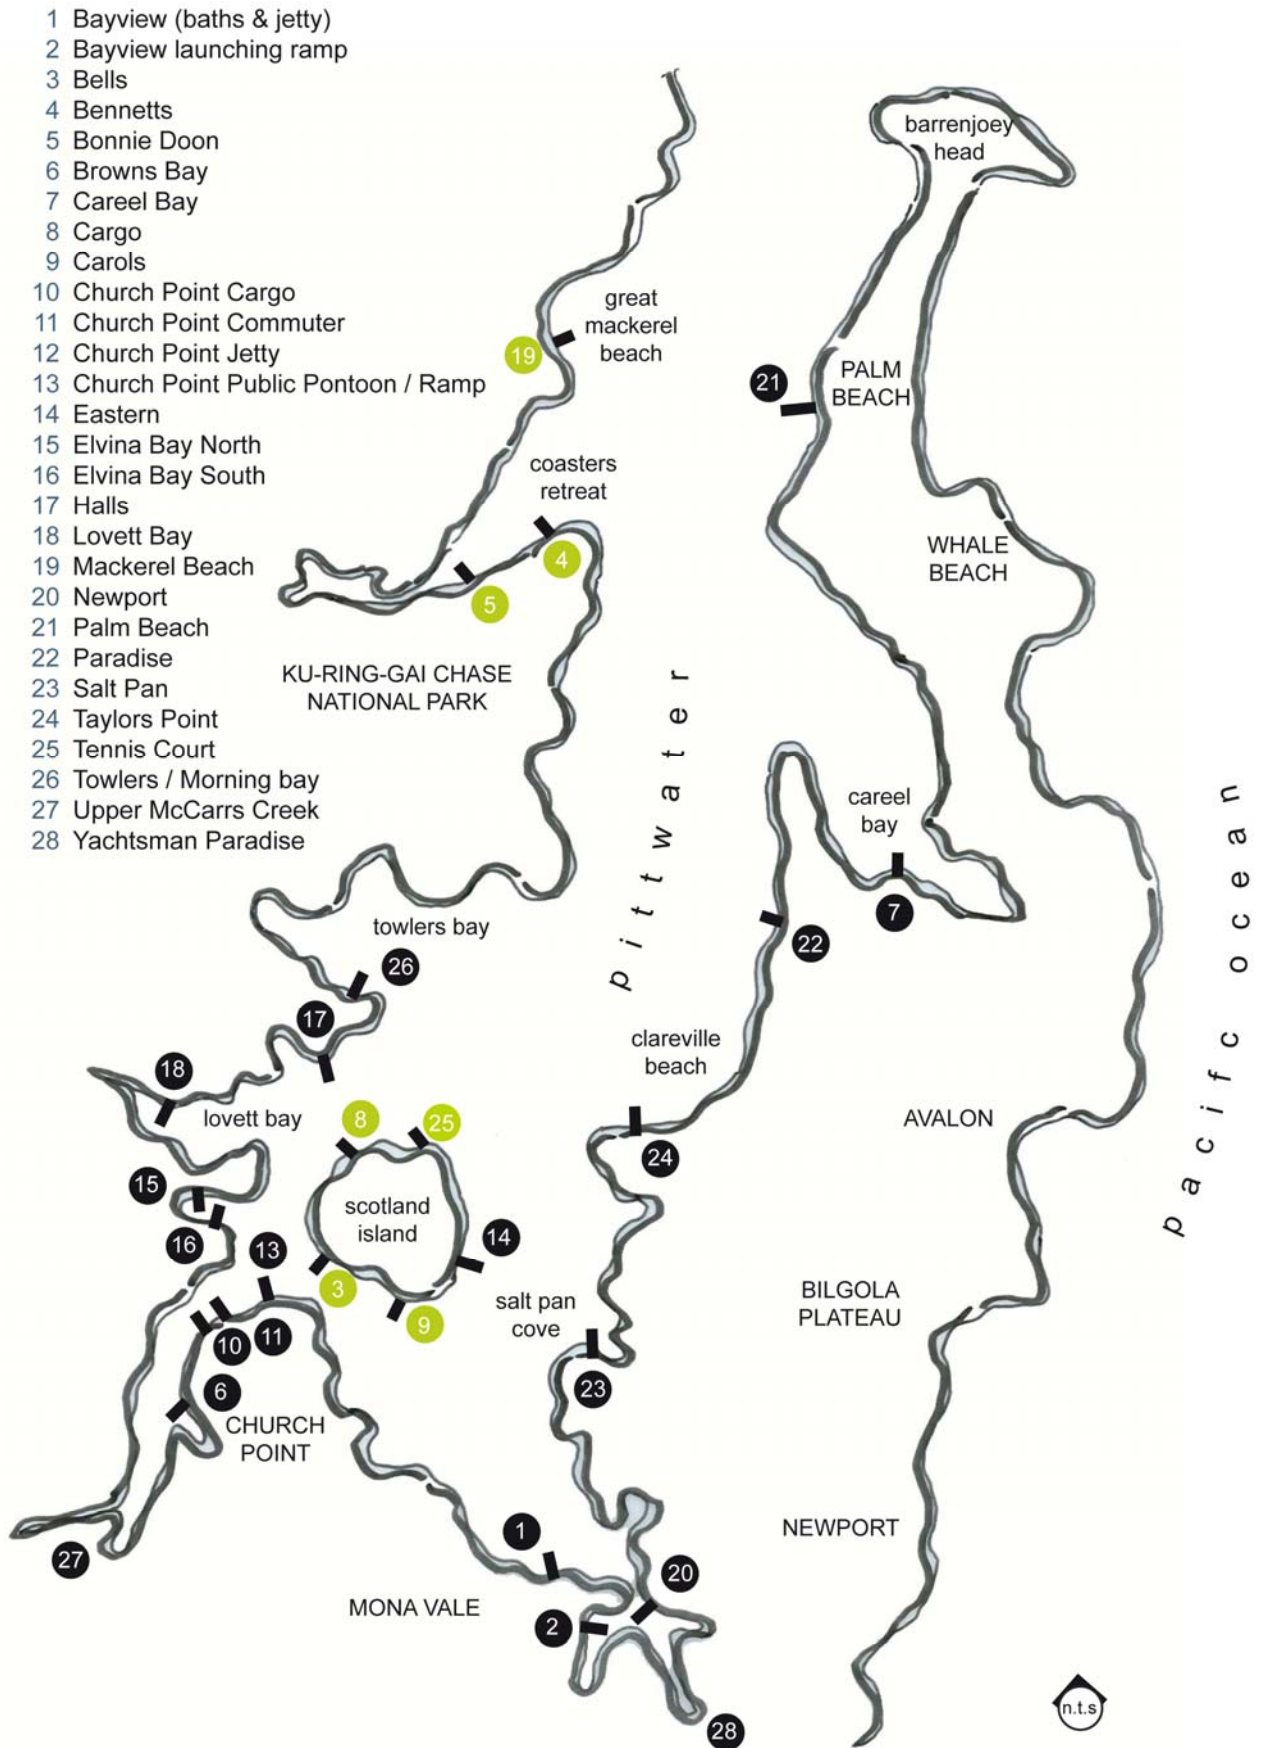 1 Bayview (baths & jetty)
2 Bayview launching ramp
3 Bells
4 Bennetts
5 Bonnie Doon
6 Browns Bay
7 Careel Bay
8 Cargo
9 Carols
10 Church Point Cargo
11 Church Point Commuter
12 Church Point Jetty
13 Church Point Public Pontoon / Ramp
14 Eastern
15 Elvina Bay North
16 Elvina Bay South
17 Halls
18 Lovett Bay
19 Mackerel Beach
20 Newport
21 Palm Beach
22 Paradise
23 Salt Pan
24 Taylors Point
25 Tennis Court
26 Towlers / Morning bay
27 Upper McCarrs Creek
28 Yachtsman Paradise
barrenjoey
head
great
mackerel
beach
19
PALM
BEACH
21
coasters
retreat
4
5
WHALE
BEACH
KU-RING-GAI CHASE
NATIONAL PARK
pittwater
careel
bay
7
22
pacifc ocean
towlers bay
26
17
clareville
beach
18
lovett bay
8
25
AVALON
24
15
scotland
island
16
13
14
3
9
salt pan
cove
BILGOLA
PLATEAU
10
11
6
23
CHURCH
POINT
1
NEWPORT
27
20
MONA VALE
2
28
n.t.s